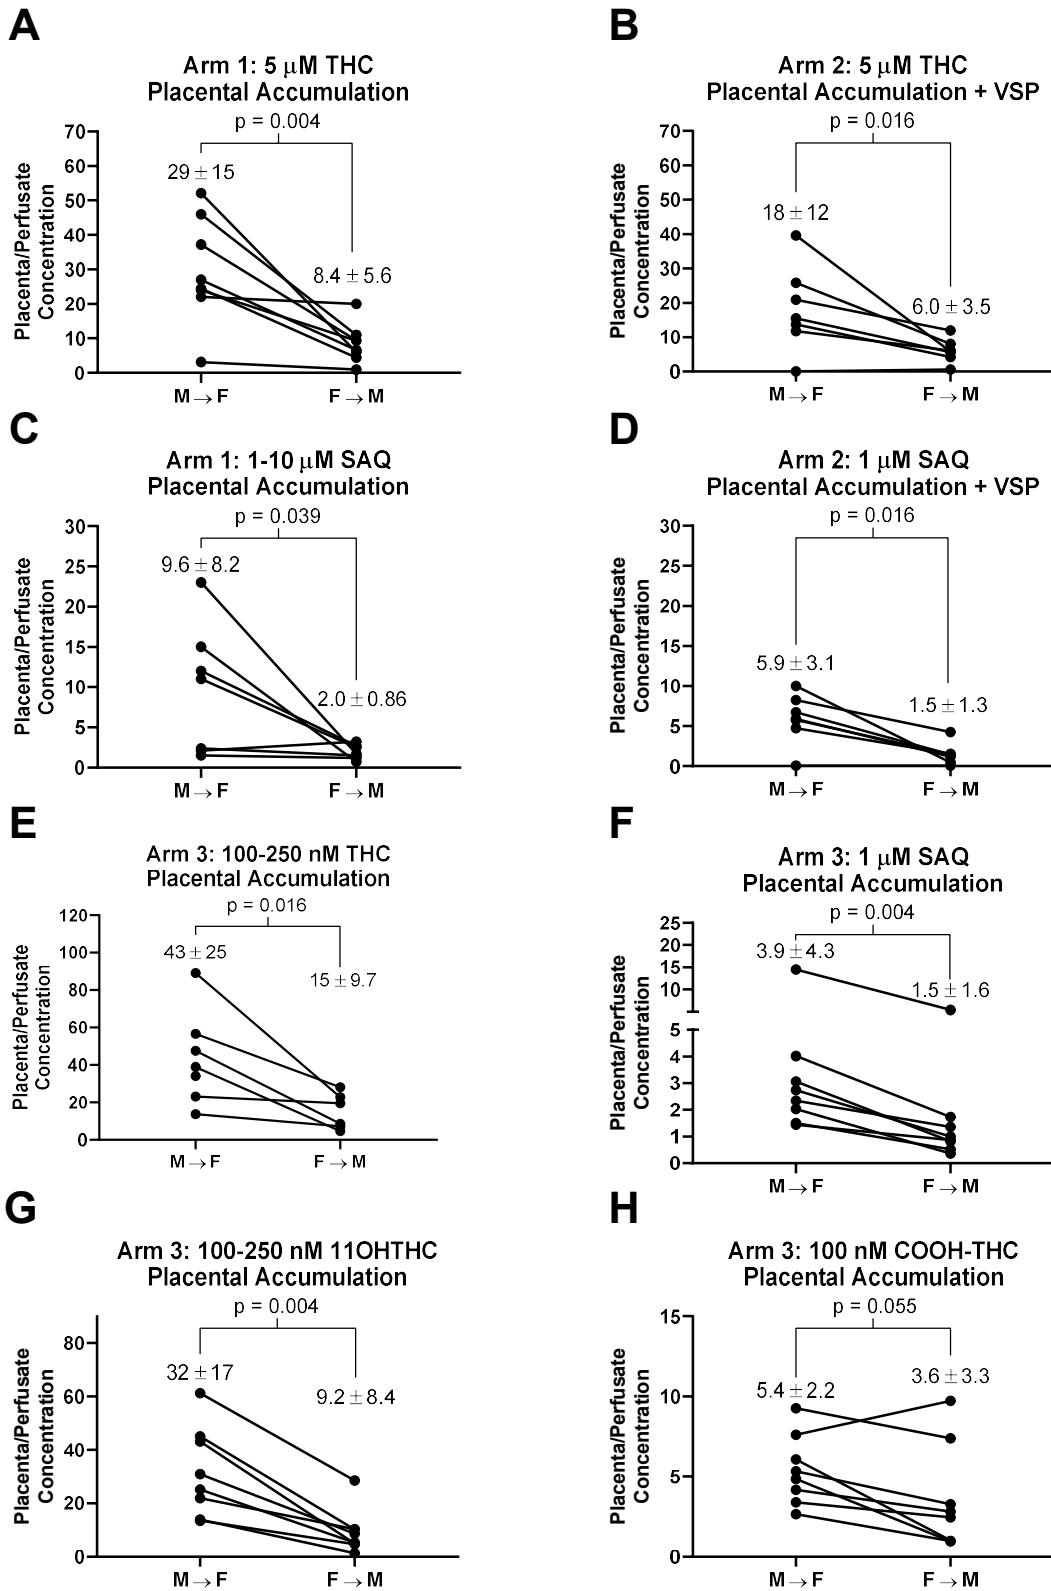 A
Arm 1: 5 μM THC
Placental Accumulation
p = 0.004
29 ± 15
8.4 ± 5.6
Placenta/Perfusate
Concentration
70
60
50
40
30
20
10
0
M → F
F → M
B
Arm 2: 5 μM THC
Placental Accumulation + VSP
p = 0.016
18 ± 12
6.0 ± 3.5
Placenta/Perfusate
Concentration
70
60
50
40
30
20
10
0
M → F
F → M
C
Arm 1: 1-10 μM SAQ
Placental Accumulation
p = 0.039
9.6 ± 8.2
2.0 ± 0.86
Placenta/Perfusate
Concentration
30
25
20
15
10
5
0
M → F
F → M
D
Arm 2: 1 μM SAQ
Placental Accumulation + VSP
p = 0.016
5.9 ± 3.1
1.5 ± 1.3
Placenta/Perfusate
Concentration
30
25
20
15
10
5
0
M → F
F → M
E
Arm 3: 100-250 nM THC
Placental Accumulation
p = 0.016
43 ± 25
15 ± 9.7
Placenta/Perfusate
Concentration
120
100
80
60
40
20
0
M → F
F → M
F
Arm 3: 1 μM SAQ
Placental Accumulation
p = 0.004
3.9 ± 4.3
1.5 ± 1.6
Placenta/Perfusate
Concentration
25
20
15
10
5
4
3
2
1
0
M → F
F → M
G
Arm 3: 100-250 nM 11OHTHC
Placental Accumulation
p = 0.004
32 ± 17
9.2 ± 8.4
Placenta/Perfusate
Concentration
80
60
40
20
0
M → F
F → M
H
Arm 3: 100 nM COOH-THC
Placental Accumulation
p = 0.055
5.4 ± 2.2
3.6 ± 3.3
Placenta/Perfusate
Concentration
15
10
5
0
M → F
F → M